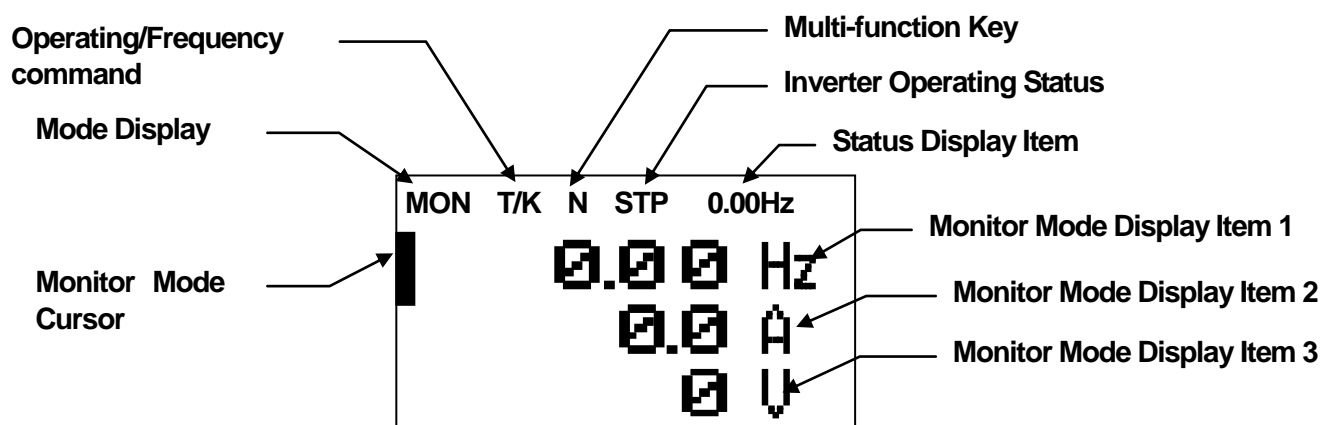 Operating/Frequency
command
Mode Display
Monitor Mode
Cursor
Multi-function Key
Inverter Operating Status
Status Display Item
MON T/K N STP 0.00Hz
0.00 Hz
0.0 A
0 V
Monitor Mode Display Item 1
Monitor Mode Display Item 2
Monitor Mode Display Item 3